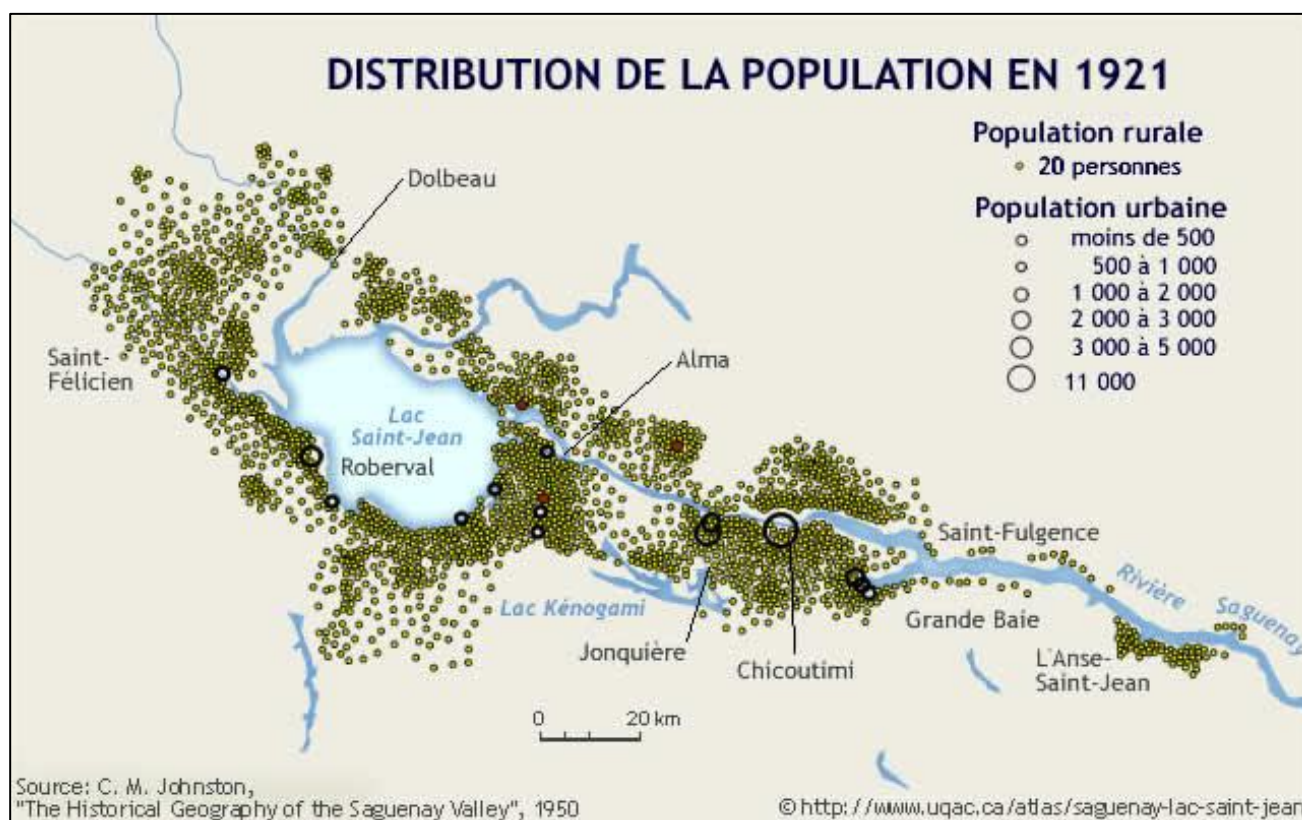 DISTRIBUTION DE LA POPULATION EN 1921
Population rurale
20 personnes
Population urbaine
moins de 500
500 à 1 000
1 000 à 2 000
2 000 à 3 000
3 000 à 5 000
11 000
Dolbeau
Saint-
Félicien
Alma
Lac
Saint-Jean
Roberval
Saint-Fulgence
Rivière Saguenay
Lac Kénogami
Grande Baie
Jonquière
Chicoutimi
L'Anse-
Saint-Jean
0 20 km
Source: C. M. Johnston,
"The Historical Geography of the Saguenay Valley", 1950
©http://www.uqac.ca/atlas/saguenay-lac-saint-jean